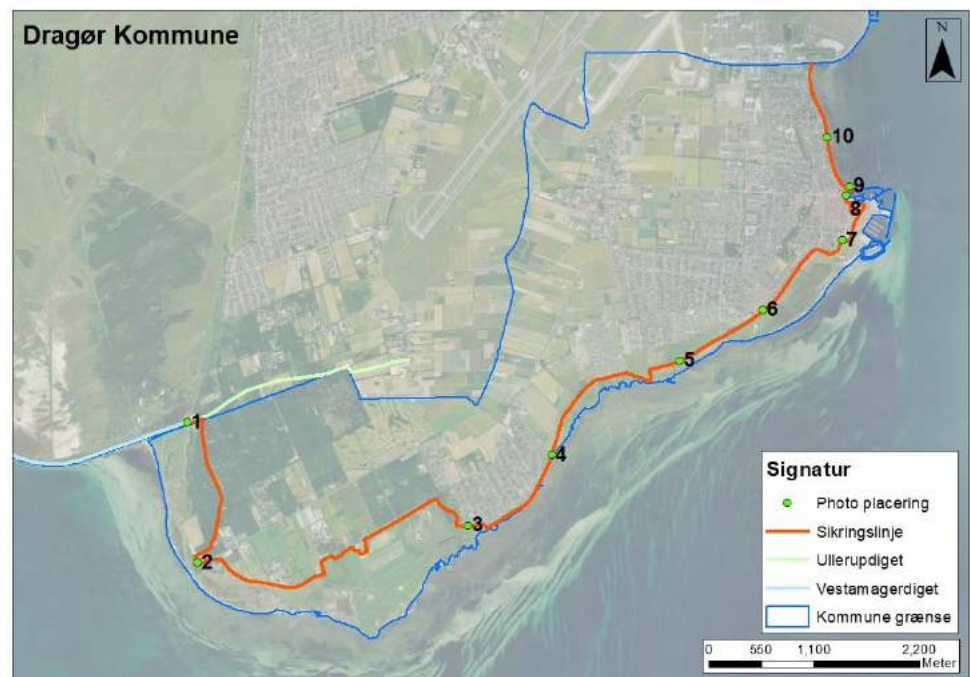 Dragør Kommune
N
10
9
8
7
6
5
1
4
3
2
Signatur
Photo placering
Sikringslinje
Ullerupdiget
Vestamagerdiget
Kommune grænse
0 550 1,100 2,200
Meter